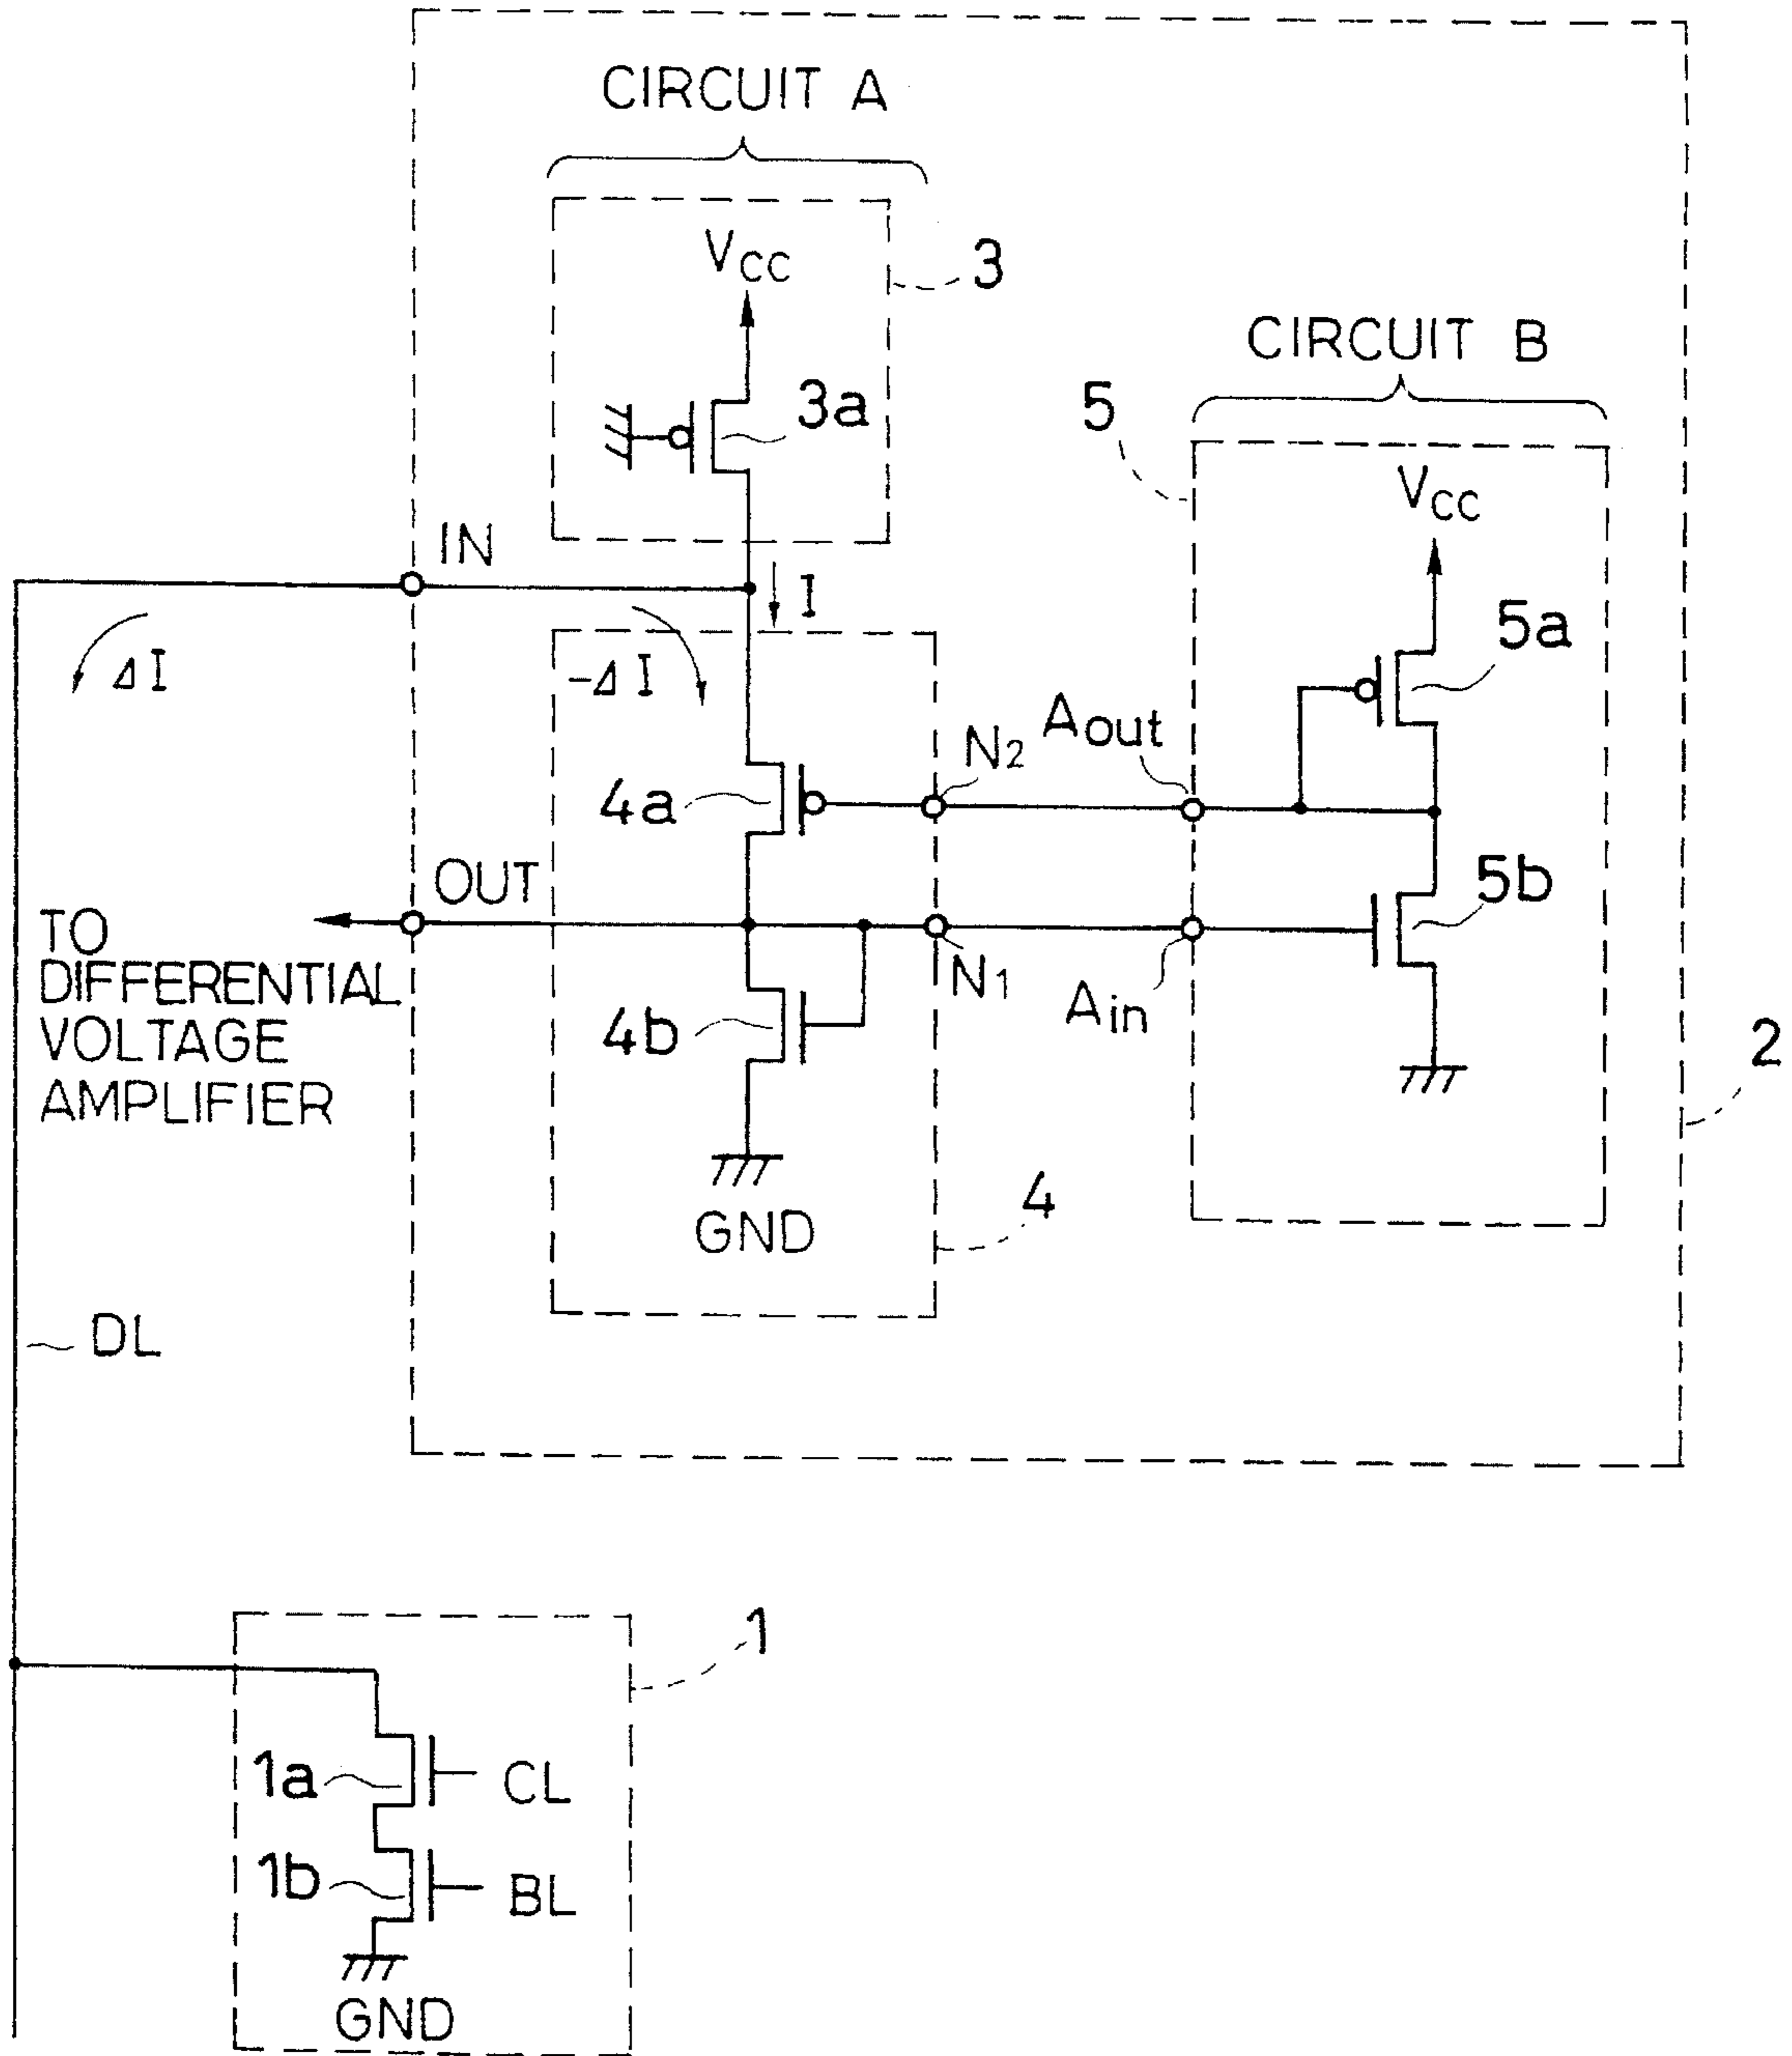 CIRCUIT A
VCC
3
3a
CIRCUIT B
5
VCC
IN
I
5a
ΔI
-ΔI
Aout
N2
4a
OUT
5b
TO
DIFFERENTIAL
VOLTAGE
AMPLIFIER
N1
Ain
4b
2
4
GND
DL
1
1a
CL
1b
BL
GND